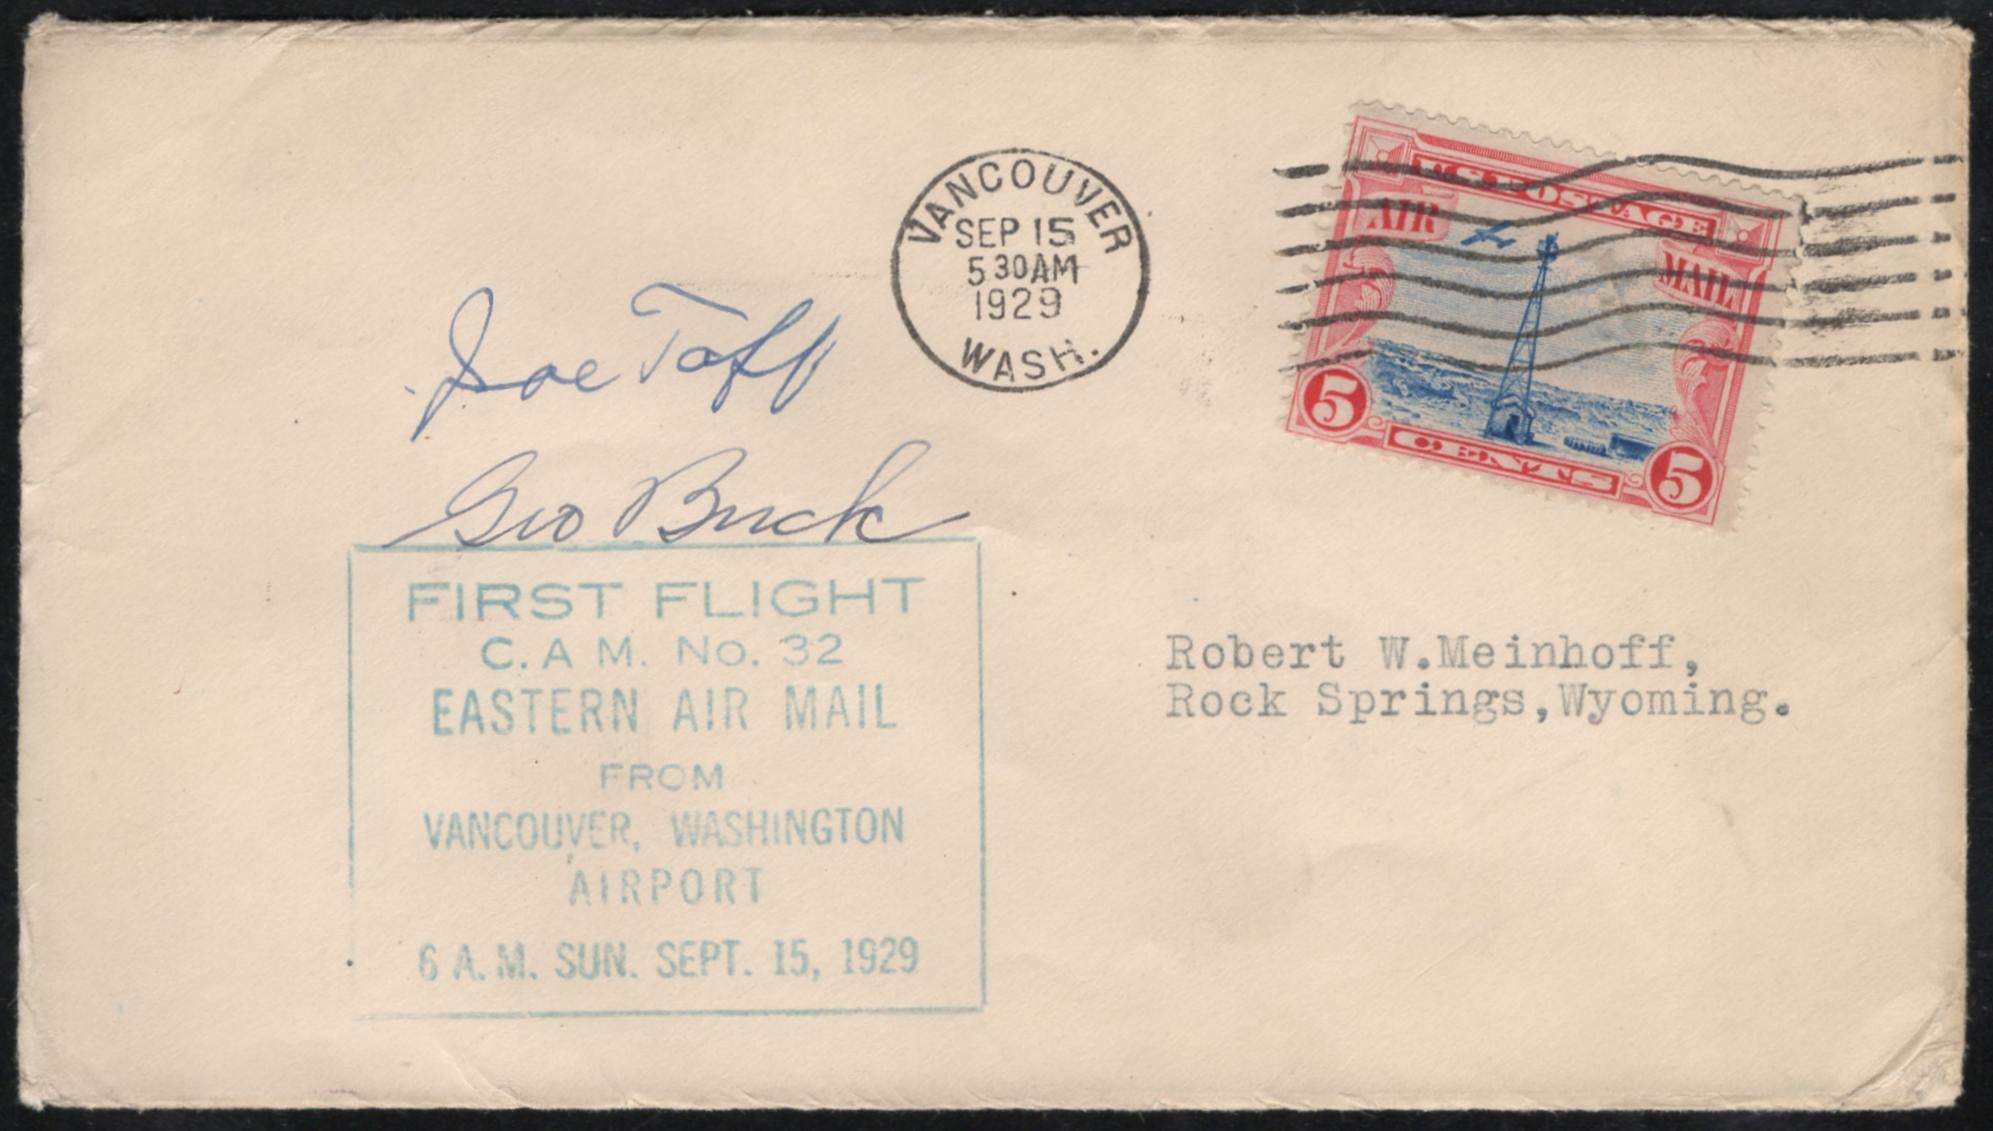 VANCOUVER
SEP 15
5 30 AM
1929
WASH.
U.S. POSTAGE
AIR
MAIL
5 CENTS 5
Joe Taff
Geo Buck
FIRST FLIGHT
C. A M. No. 32
EASTERN AIR MAIL
FROM
VANCOUVER, WASHINGTON
AIRPORT
6 A. M. SUN. SEPT. 15, 1929
Robert W.Meinhoff,
Rock Springs,Wyoming.